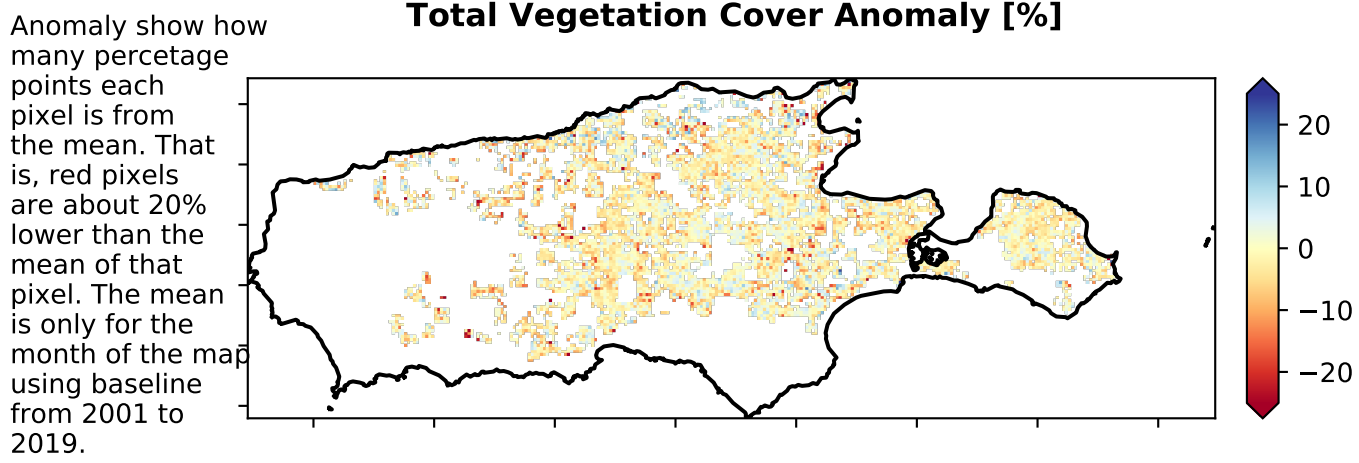 Total Vegetation Cover Anomaly [%]
Anomaly show how
many percetage
points each
pixel is from
the mean. That
is, red pixels
are about 20%
lower than the
mean of that
pixel. The mean
is only for the
month of the map
using baseline
from 2001 to
2019.
20
10
0
−10
−20